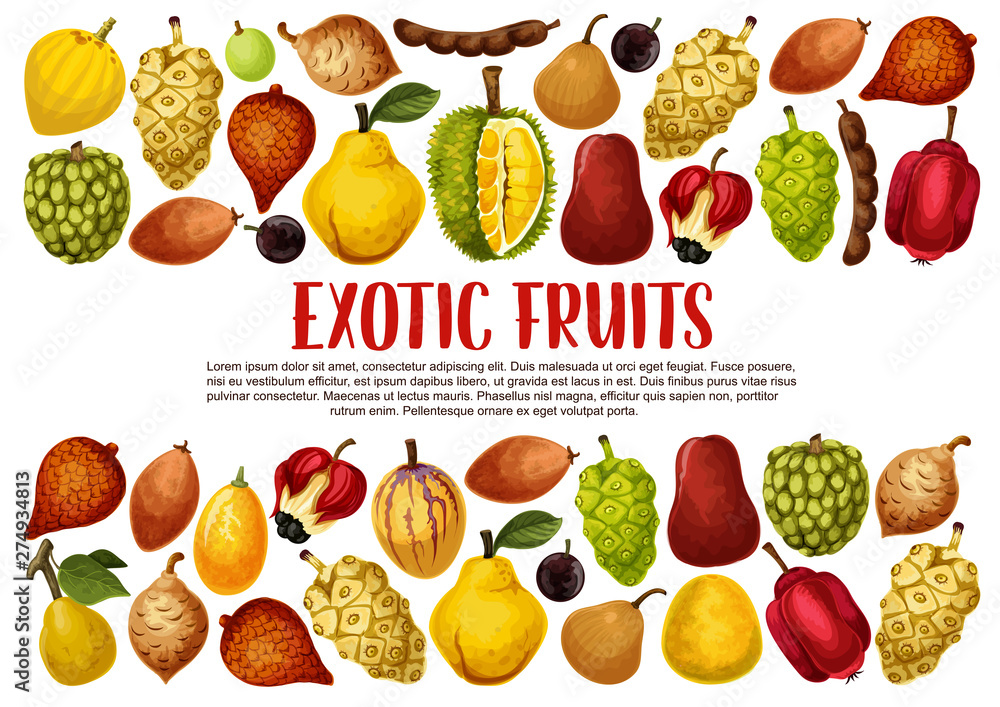 EXOTIC FRUITS
Lorem ipsum dolor sit amet, consectetur adipiscing elit. Duis malesuada ut orci eget feugiat. Fusce posuere,
nisi eu vestibulum efficitur, est ipsum dapibus libero, ut gravida est lacus in ligula. Duis finibus purus vitae risus
pulvinar consectetur. Maecenas ut lectus mauris. Phasellus nisl magna, efficitur quis sapien non, porttitor
rutrum enim. Pellentesque ornare ex eget volutpat porta.
Adobe Stock | #274934813